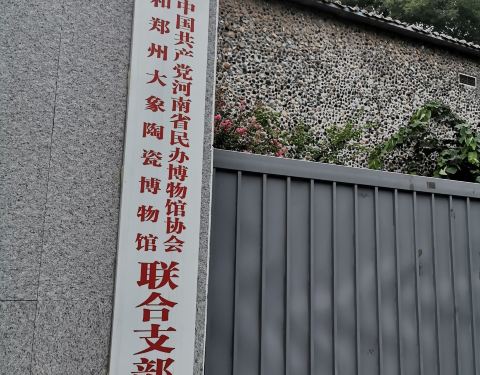 中国共产党河南省民办博物馆协会
和郑州大象陶瓷博物馆
联合支部